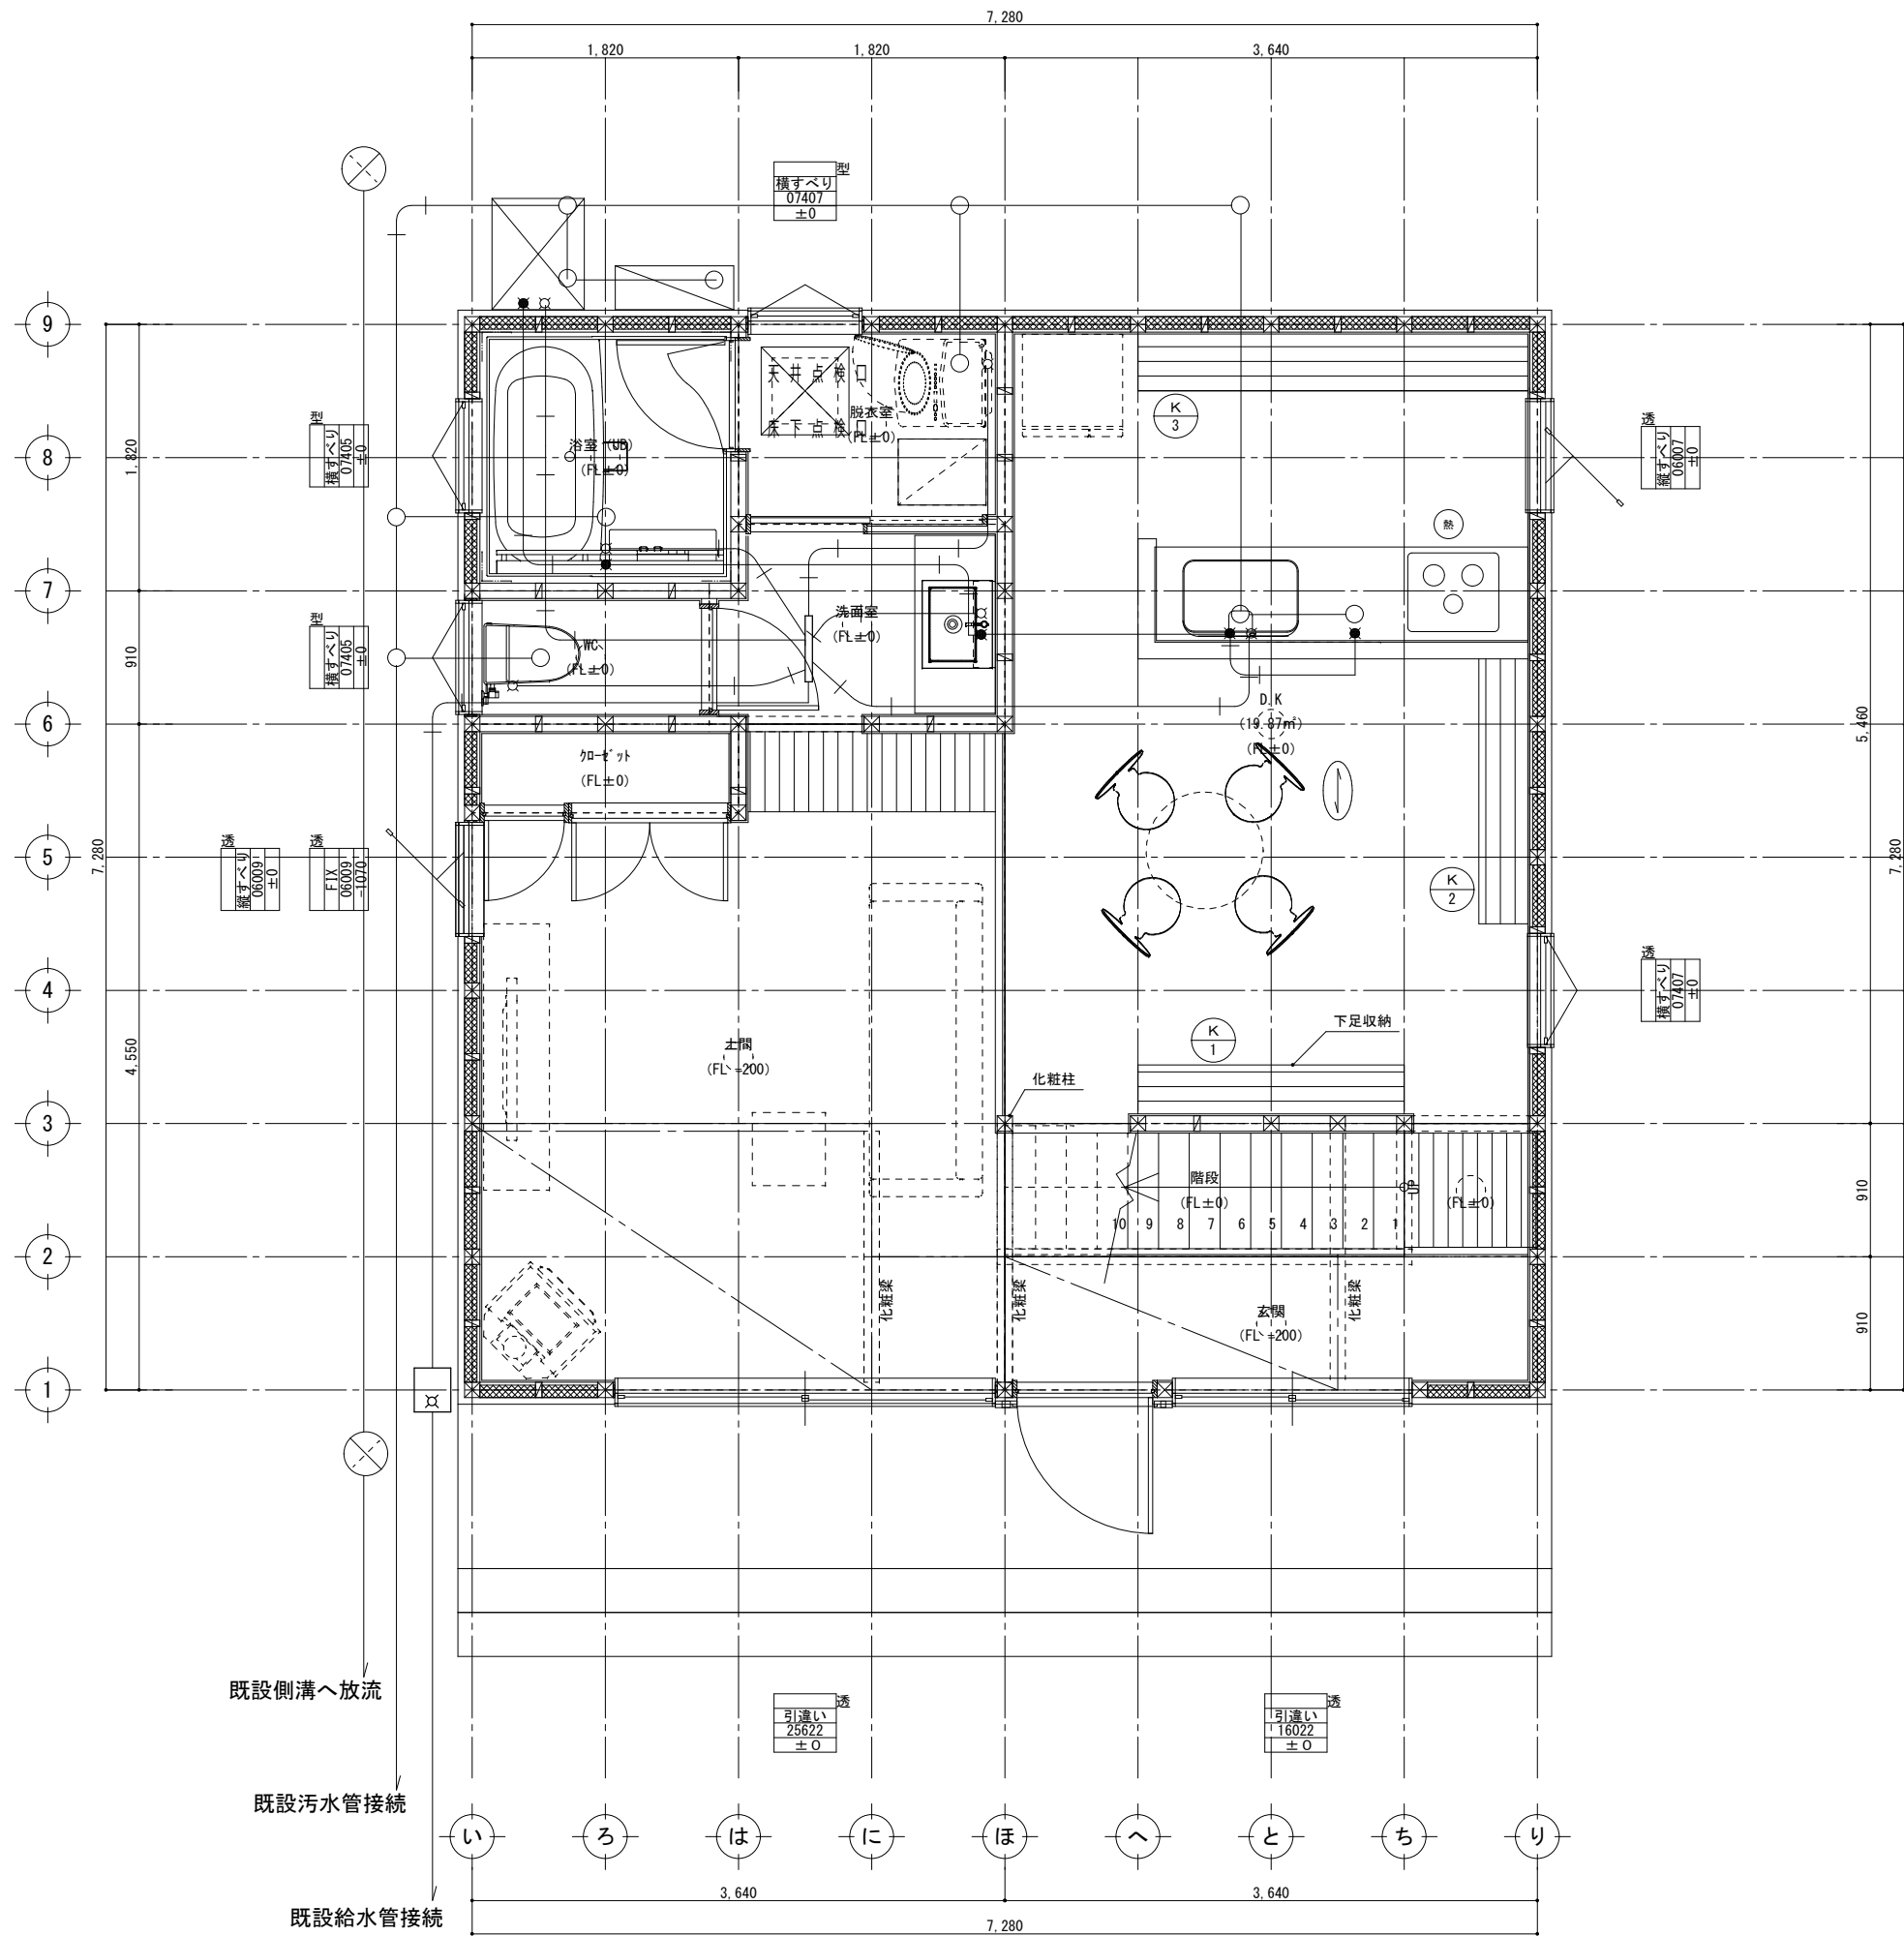 7,280
1,820
1,820
3,640
型
横すべり
07407
±0
9
8
7
6
5
4
3
2
1
1,820
910
4,550
7,280
5,460
910
910
7,280
型
横すべり
07405
±0
型
横すべり
07405
±0
透
縦すべり
06009
±0
透
FIX
06009
-1070
透
縦すべり
06007
±0
透
横すべり
07407
±0
天井点検口
床下点検口
脱衣室
(FL±0)
浴室 (UB)
(FL±0)
K
3
熱
洗面室
(FL±0)
WC
(FL±0)
D.K
(19.87㎡)
(FL±0)
クローゼット
(FL±0)
K
2
K
1
下足収納
化粧柱
土間
(FL -200)
階段
(FL±0)
UP
(FL±0)
10 9 8 7 6 5 4 3 2 1
化粧梁
化粧梁
化粧梁
玄関
(FL -200)
既設側溝へ放流
既設汚水管接続
既設給水管接続
透
引違い
25622
±0
透
引違い
16022
±0
い
ろ
は
に
ほ
へ
と
ち
り
3,640
3,640
7,280